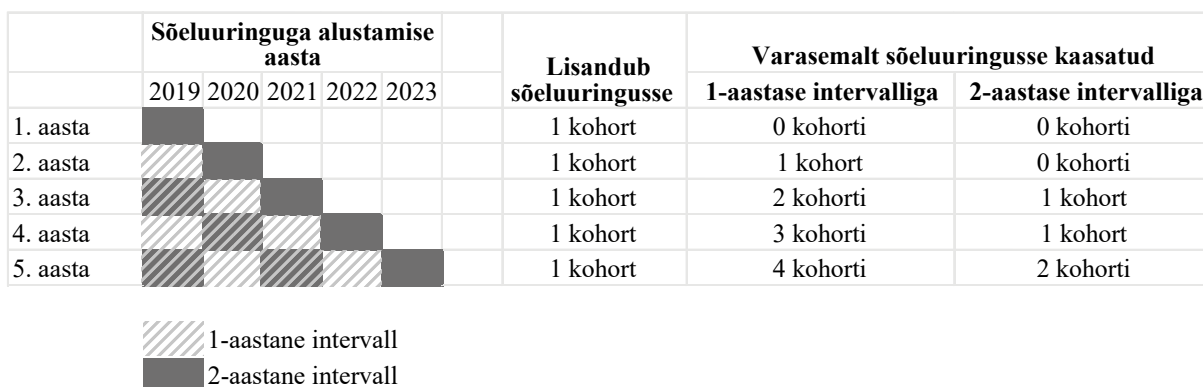 Sõeluuringuga alustamise
aasta
Lisandub
sõeluuringusse
Varasemalt sõeluuringusse kaasatud
2019 2020 2021 2022 2023
1-aastase intervalliga 2-aastase intervalliga
1. aasta 1 kohort 0 kohorti 0 kohorti
2. aasta 1 kohort 1 kohort 0 kohorti
3. aasta 1 kohort 2 kohorti 1 kohort
4. aasta 1 kohort 3 kohorti 1 kohort
5. aasta 1 kohort 4 kohorti 2 kohorti
1-aastane intervall
2-aastane intervall